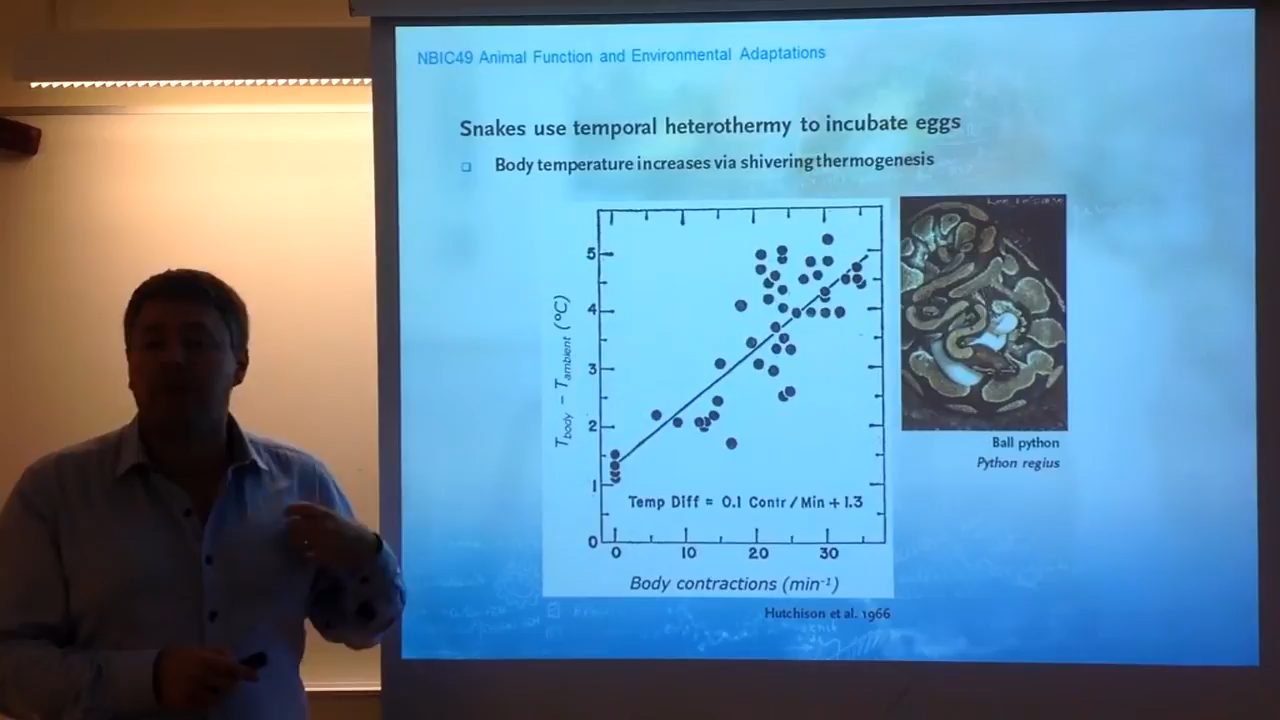 NBIC49 Animal Function and Environmental Adaptations
Snakes use temporal heterothermy to incubate eggs
Body temperature increases via shivering thermogenesis
5
4
3
2
1
0
T body – T ambient (°C)
Temp Diff = 0.1 Contr/Min + 1.3
0 10 20 30
Body contractions (min⁻¹)
Ball python
Python regius
Hutchison et al. 1966